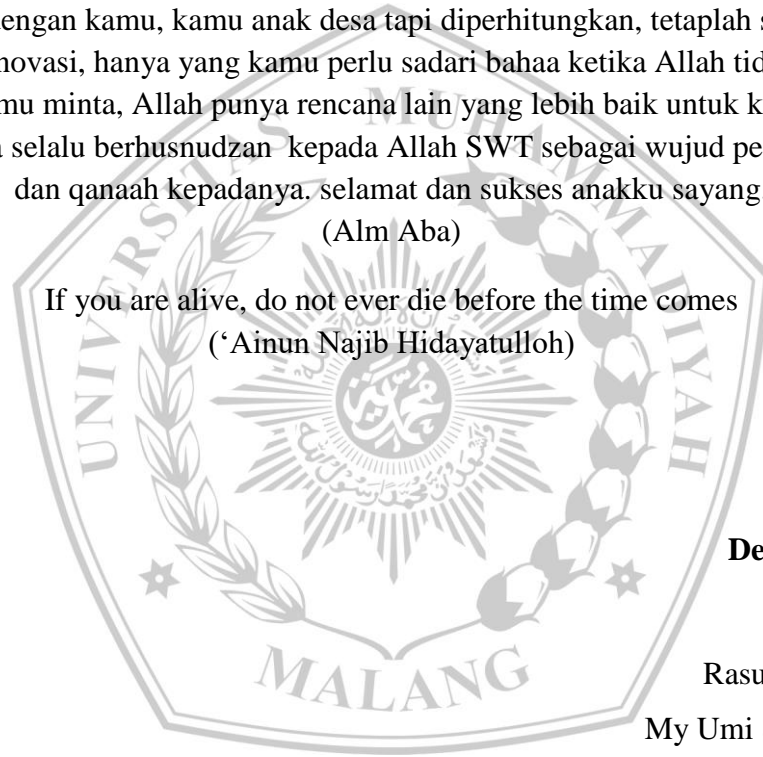 dengan kamu, kamu anak desa tapi diperhitungkan, tetaplah s
novasi, hanya yang kamu perlu sadari bahaa ketika Allah tid
mu minta, Allah punya rencana lain yang lebih baik untuk k
selalu berhusnudzan kepada Allah SWT sebagai wujud pe
dan qanaah kepadanya. selamat dan sukses anakku sayang.
(Alm Aba)
If you are alive, do not ever die before the time comes
(‘Ainun Najib Hidayatulloh)
UNIVERSITAS MUHAMMADIYAH
MALANG
De
Rasu
My Umi